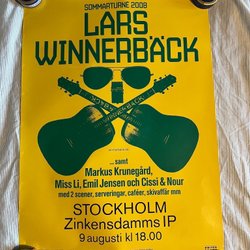 SOMMARTURNÉ 2008
LARS
WINNERBÄCK
... samt
Markus Krunegård,
Miss Li, Emil Jensen och Cissi & Nour
med 2 scener, serveringar, caféer, skivaffär mm
STOCKHOLM
Zinkensdamms IP
9 augusti kl 18.00